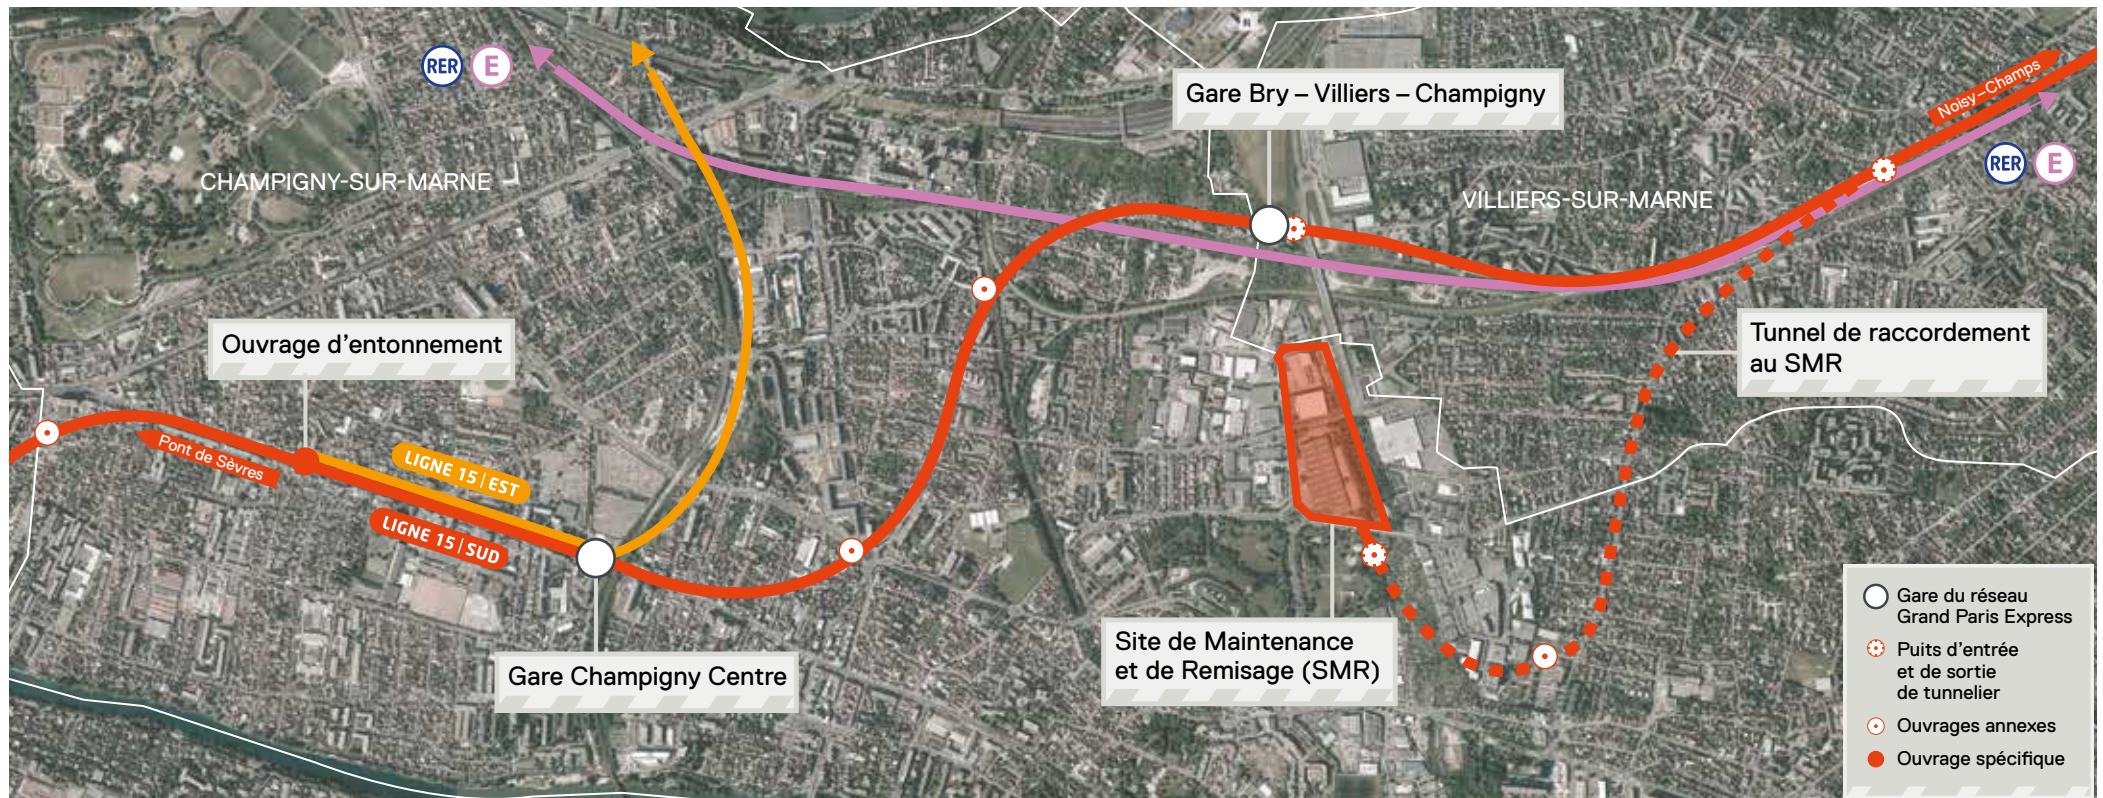 RER E
Gare Bry – Villiers – Champigny
Noisy–Champs
RER E
CHAMPIGNY-SUR-MARNE
VILLIERS-SUR-MARNE
Ouvrage d’entonnement
Tunnel de raccordement
au SMR
Pont de Sèvres
LIGNE 15 | EST
LIGNE 15 | SUD
Gare Champigny Centre
Site de Maintenance
et de Remisage (SMR)
Gare du réseau
Grand Paris Express
Puits d’entrée
et de sortie
de tunnelier
Ouvrages annexes
Ouvrage spécifique